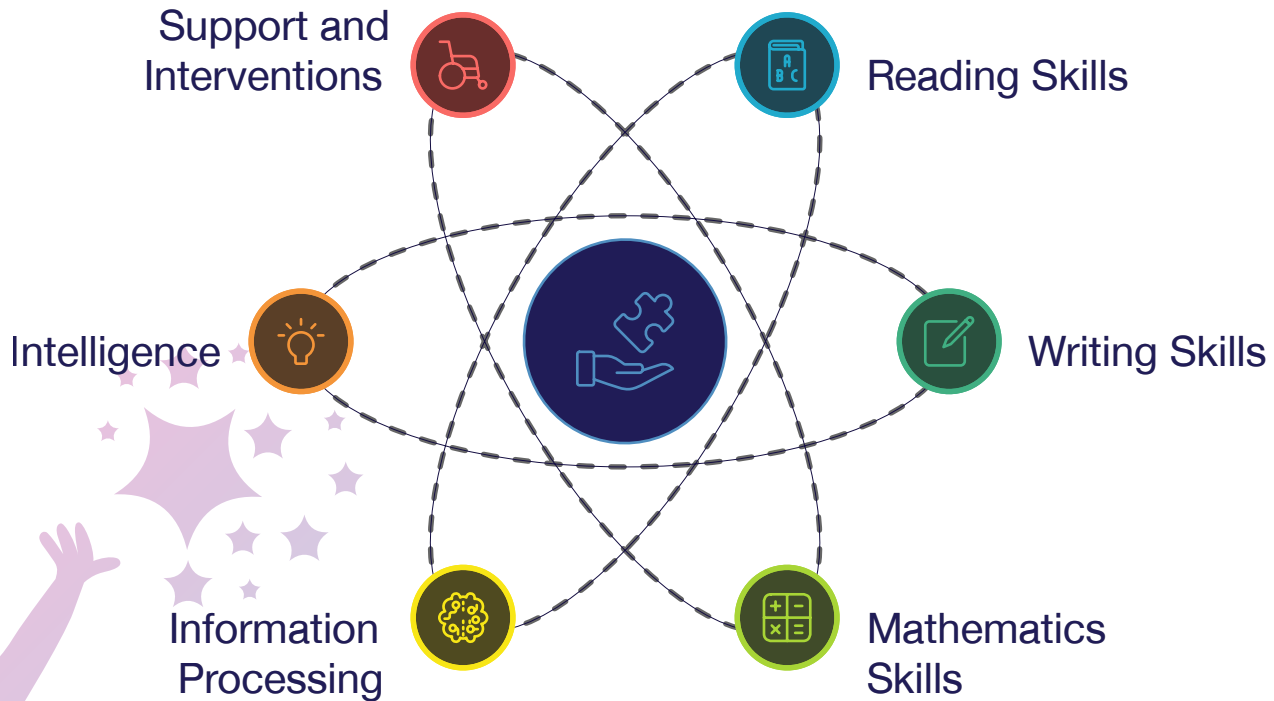 Support and
Interventions
Reading Skills
Intelligence
Writing Skills
Information
Processing
Mathematics
Skills
A
B C